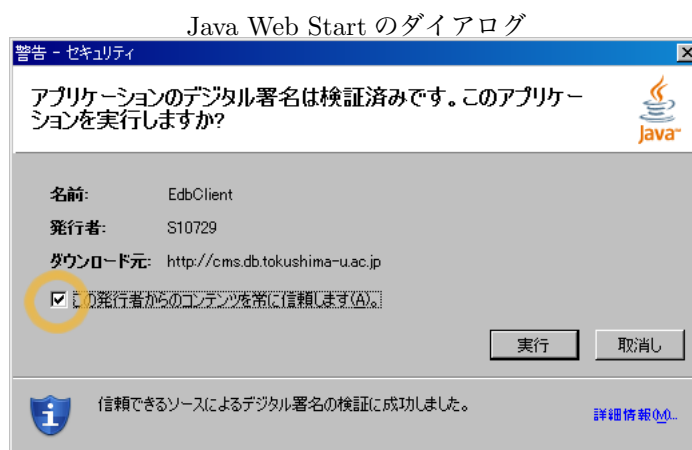 Java Web Start のダイアログ
警告 - セキュリティ
アプリケーションのデジタル署名は検証済みです。このアプリケー
ションを実行しますか?
Java
名前: EdbClient
発行者: S10729
ダウンロード元: http://cms.db.tokushima-u.ac.jp
この発行者からのコンテンツを常に信頼します(A)。
実行 取消し
信頼できるソースによるデジタル署名の検証に成功しました。
詳細情報(M)...